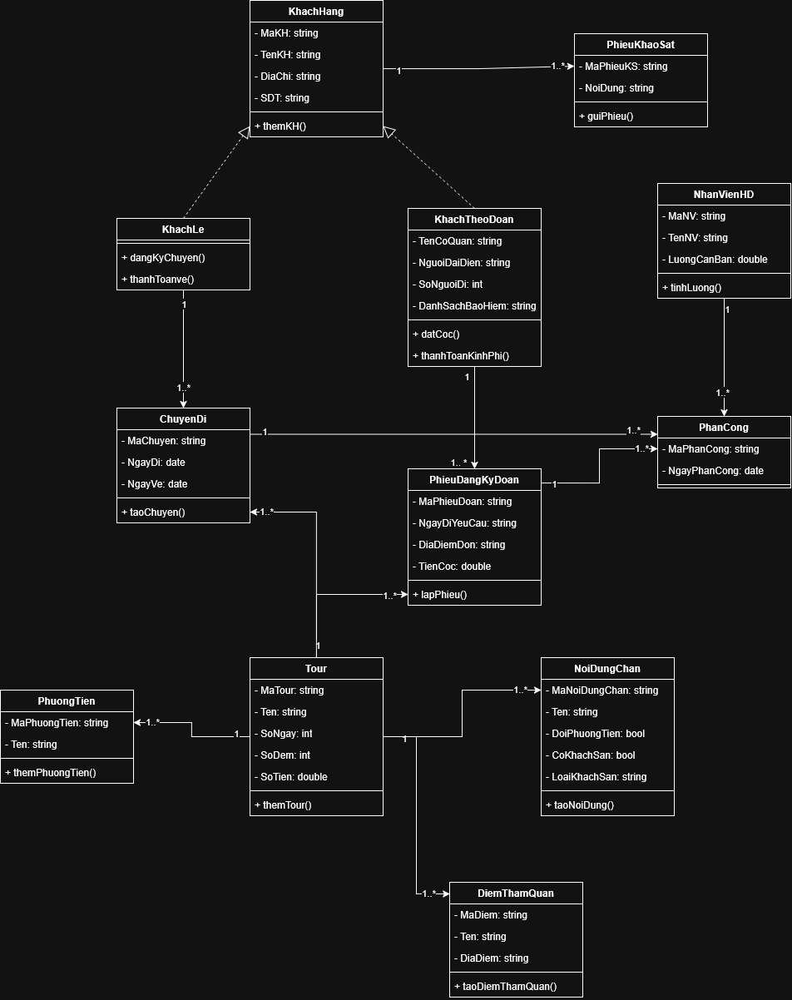 KhachHang
- MaKH: string
- TenKH: string
- DiaChi: string
- SDT: string
+ themKH()
1
1..*
PhieuKhaoSat
- MaPhieuKS: string
- NoiDung: string
+ guiPhieu()
KhachLe
+ dangKyChuyen()
+ thanhToanve()
1
1..*
KhachTheoDoan
- TenCoQuan: string
- NguoiDaiDien: string
- SoNguoiDi: int
- DanhSachBaoHiem: string
+ datCoc()
+ thanhToanKinhPhi()
1
1.. *
NhanVienHD
- MaNV: string
- TenNV: string
- LuongCanBan: double
+ tinhLuong()
1
1..*
ChuyenDi
- MaChuyen: string
- NgayDi: date
- NgayVe: date
+ taoChuyen()
1
1..*
1..*
PhanCong
- MaPhanCong: string
- NgayPhanCong: date
1..*
PhieuDangKyDoan
- MaPhieuDoan: string
- NgayDiYeuCau: string
- DiaDiemDon: string
- TienCoc: double
+ lapPhieu()
1
1..*
1
Tour
- MaTour: string
- Ten: string
- SoNgay: int
- SoDem: int
- SoTien: double
+ themTour()
1
1..*
PhuongTien
- MaPhuongTien: string
- Ten: string
+ themPhuongTien()
1
1..*
NoiDungChan
- MaNoiDungChan: string
- Ten: string
- DoiPhuongTien: bool
- CoKhachSan: bool
- LoaiKhachSan: string
+ taoNoiDung()
1..*
DiemThamQuan
- MaDiem: string
- Ten: string
- DiaDiem: string
+ taoDiemThamQuan()